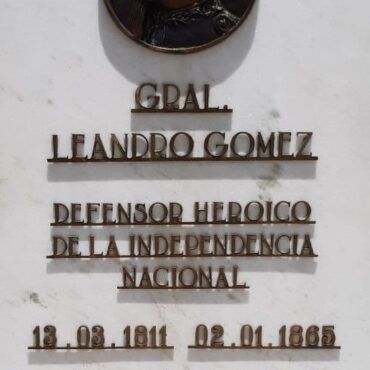 GRAL.
LEANDRO GOMEZ
DEFENSOR HEROICO
DE LA INDEPENDENCIA
NACIONAL
13.03.1811 02.01.1865